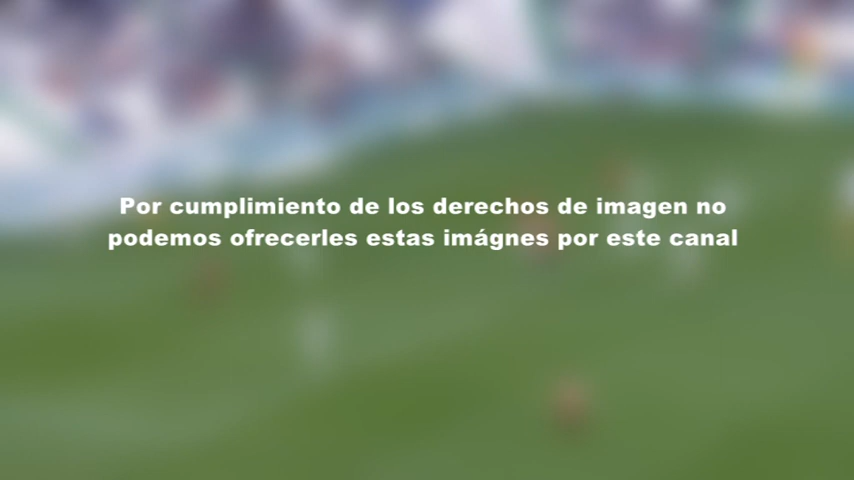 Por cumplimiento de los derechos de imagen no
podemos ofrecerles estas imágnes por este canal